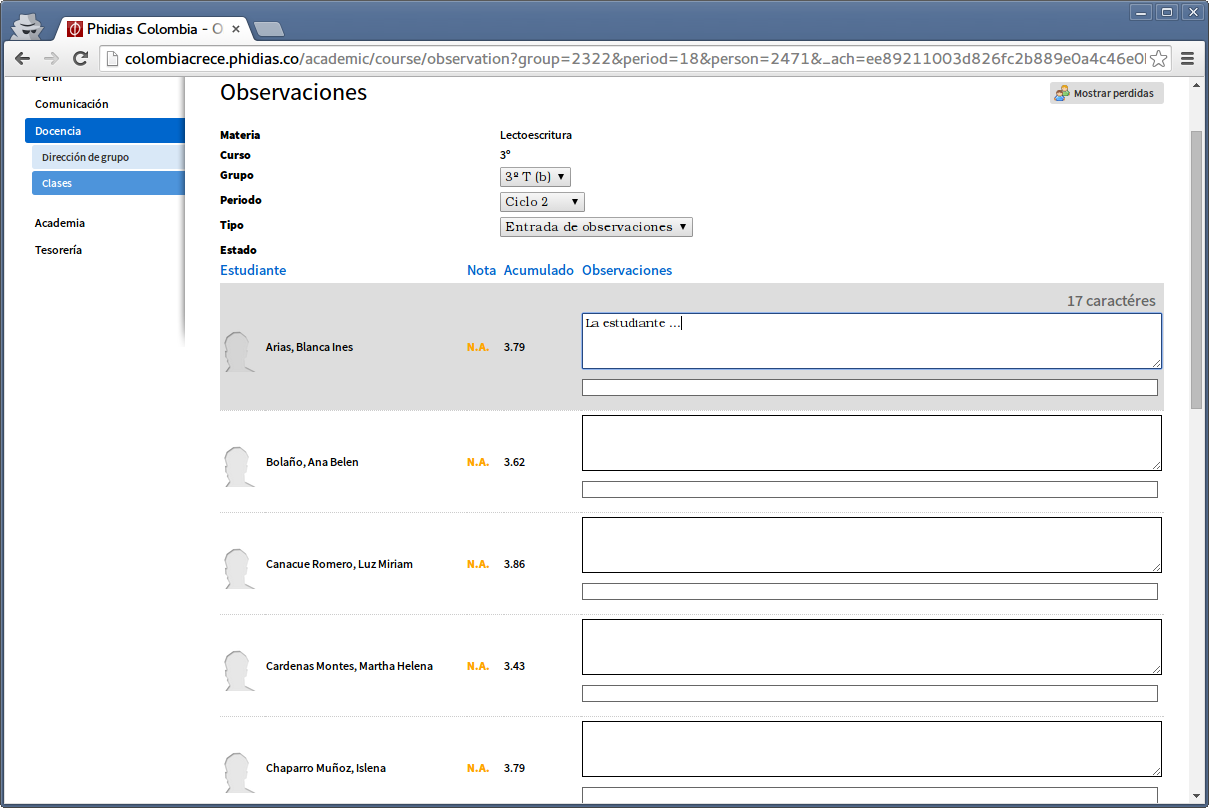 Phidias Colombia - O
colombiacrece.phidias.co/academic/course/observation?group=2322&period=18&person=2471&_ach=ee89211003d826fc2b889e0a4c46e0
Perfil
Comunicación
Docencia
Dirección de grupo
Clases
Academia
Tesorería
Observaciones
Mostrar perdidas
Materia Lectoescritura
Curso 3º
Grupo 3º T (b)
Periodo Ciclo 2
Tipo Entrada de observaciones
Estado
Estudiante Nota Acumulado Observaciones
17 caractéres
La estudiante ...
Arias, Blanca Ines N.A. 3.79
Bolaño, Ana Belen N.A. 3.62
Canacue Romero, Luz Miriam N.A. 3.86
Cardenas Montes, Martha Helena N.A. 3.43
Chaparro Muñoz, Islena N.A. 3.79